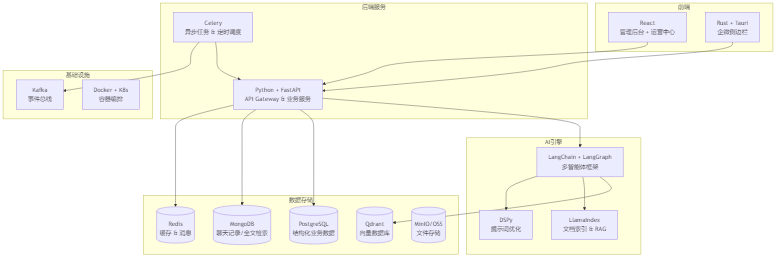 后端服务
前端
Celery
异步任务 & 定时调度
React
管理后台 + 运营中心
Rust + Tauri
企微侧边栏
基础设施
Kafka
事件总线
Docker + K8s
容器编排
Python + FastAPI
API Gateway & 业务服务
AI引擎
LangChain + LangGraph
多智能体框架
DSPy
提示词优化
LlamaIndex
文档索引 & RAG
数据存储
Redis
缓存 & 消息
MongoDB
聊天记录/全文检索
PostgreSQL
结构化业务数据
Qdrant
向量数据库
MinIO/OSS
文件存储